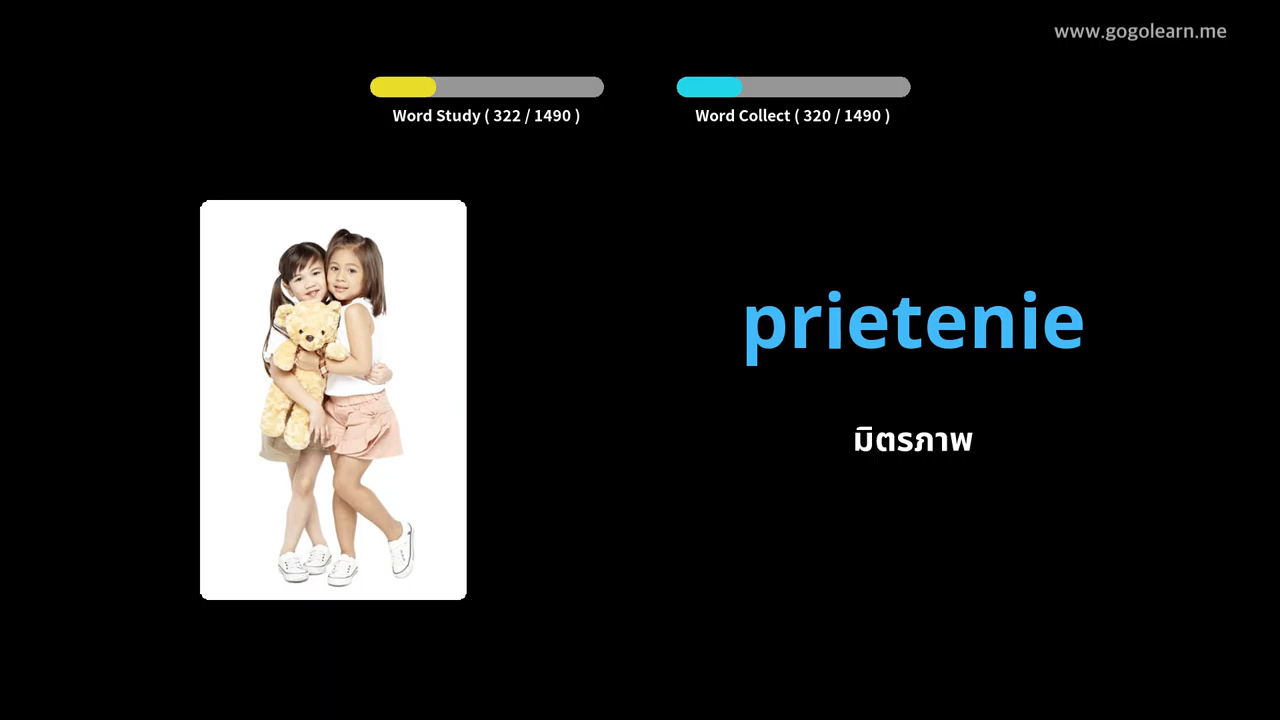 www.gogolearn.me
Word Study ( 322 / 1490 )
Word Collect ( 320 / 1490 )
prietenie
มิตรภาพ